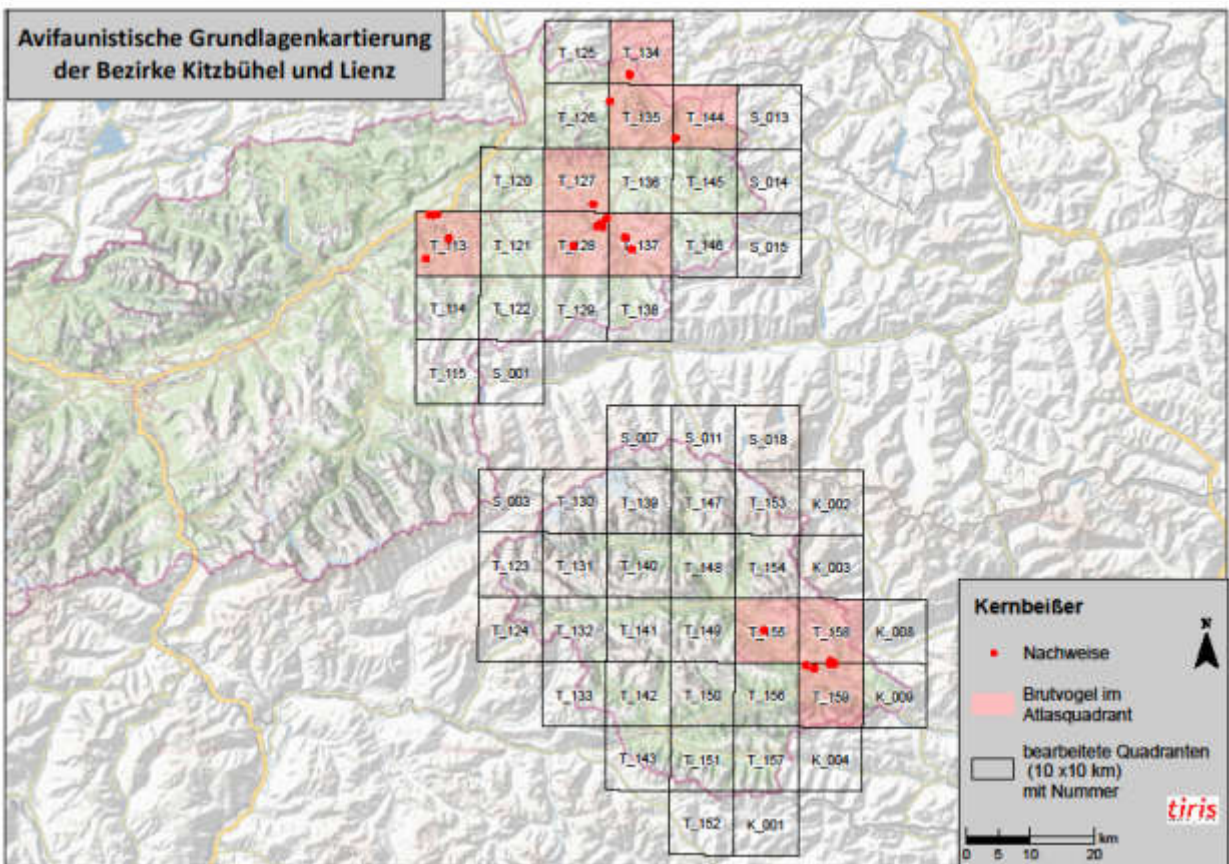 Avifaunistische Grundlagenkartierung
der Bezirke Kitzbühel und Lienz
T_125 T_134
T_126 T_135 T_144 S_013
T_120 T_127 T_136 T_145 S_014
T_113 T_121 T_128 T_137 T_146 S_015
T_114 T_122 T_129 T_138
T_115 S_001
S_007 S_011 S_018
S_003 T_130 T_139 T_147 T_153 K_002
T_123 T_131 T_140 T_148 T_154 K_003
T_124 T_132 T_141 T_149 T_155 T_158 K_008
T_133 T_142 T_150 T_156 T_159 K_009
T_143 T_151 T_157 K_004
T_152 K_001
Kernbeißer
N
Nachweise
Brutvogel im
Atlasquadrant
bearbeitete Quadranten
(10 x10 km)
mit Nummer
tiris
km
0 5 10 20